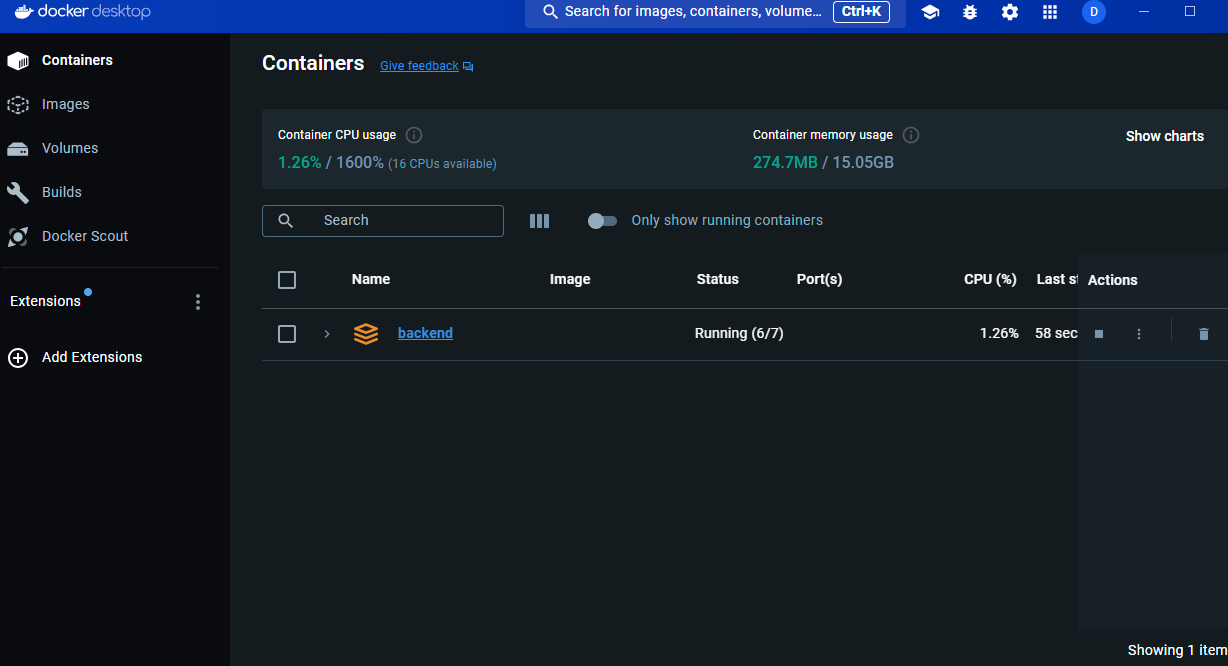 docker desktop
Search for images, containers, volume... Ctrl+K
D
Containers
Images
Volumes
Builds
Docker Scout
Extensions
Add Extensions
Containers Give feedback
Container CPU usage
1.26% / 1600% (16 CPUs available)
Container memory usage
274.7MB / 15.05GB
Show charts
Search
Only show running containers
Name Image Status Port(s) CPU (%) Last st Actions
backend Running (6/7) 1.26% 58 sec
Showing 1 item